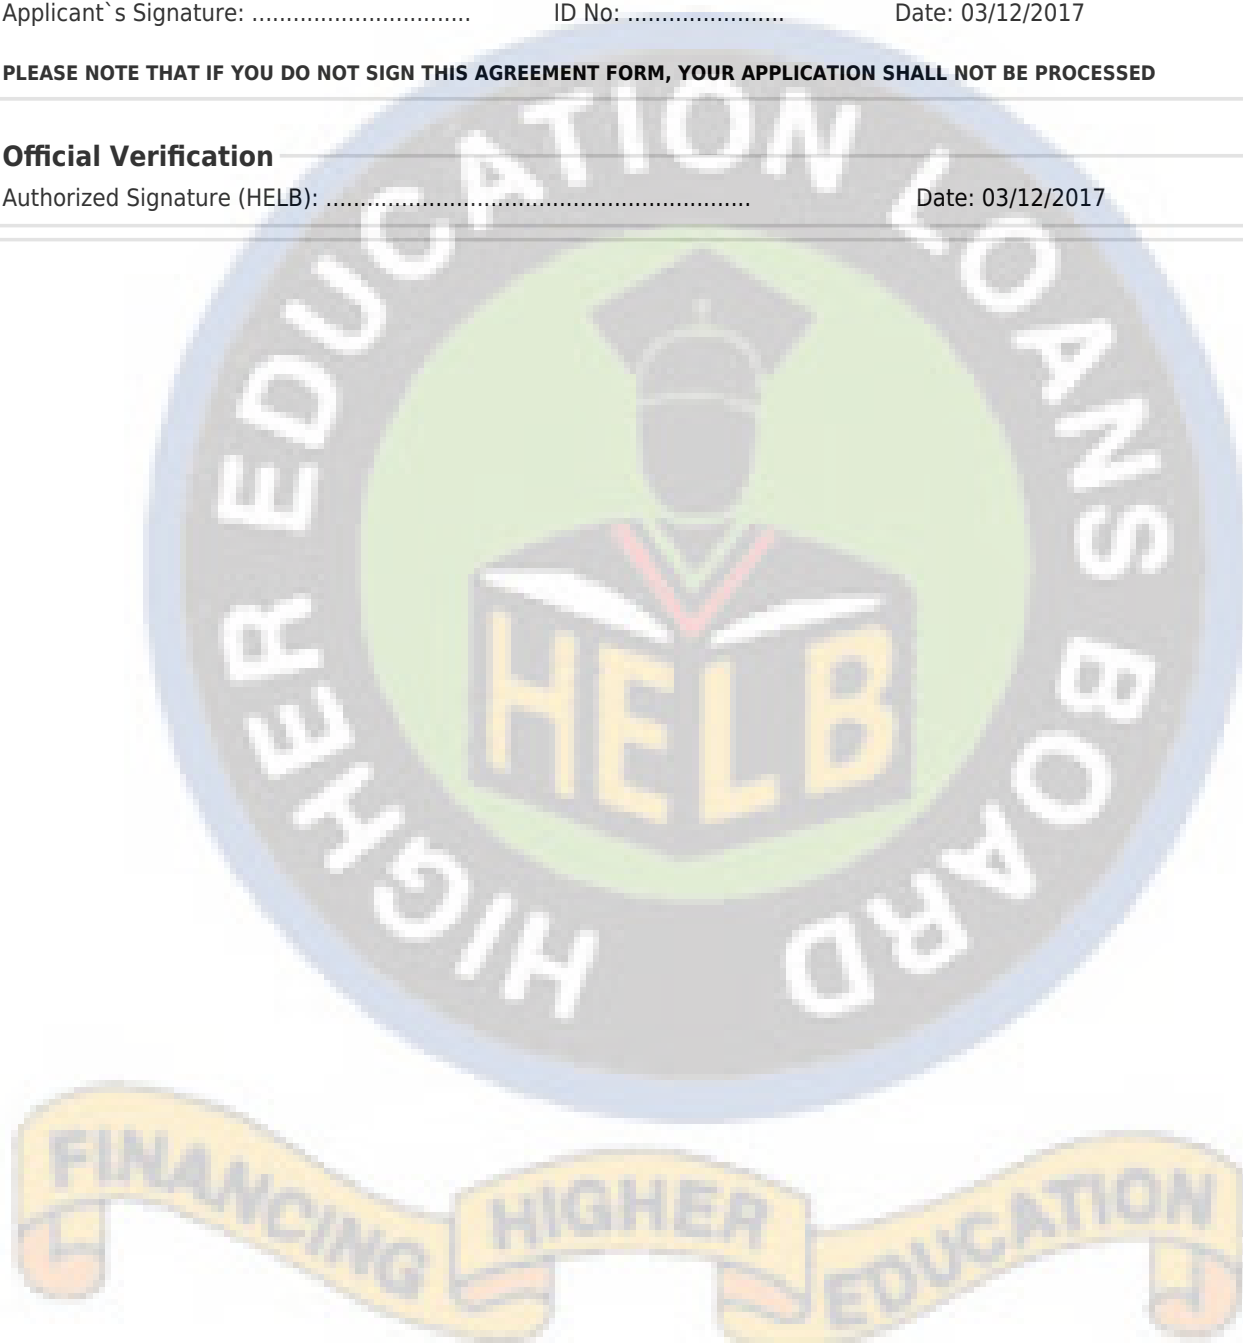 Applicant`s Signature: ................................ ID No: ....................... Date: 03/12/2017
PLEASE NOTE THAT IF YOU DO NOT SIGN THIS AGREEMENT FORM, YOUR APPLICATION SHALL NOT BE PROCESSED
Official Verification
Authorized Signature (HELB): .............................................................. Date: 03/12/2017
HIGHER EDUCATION LOANS BOARD
HELB
FINANCING HIGHER EDUCATION